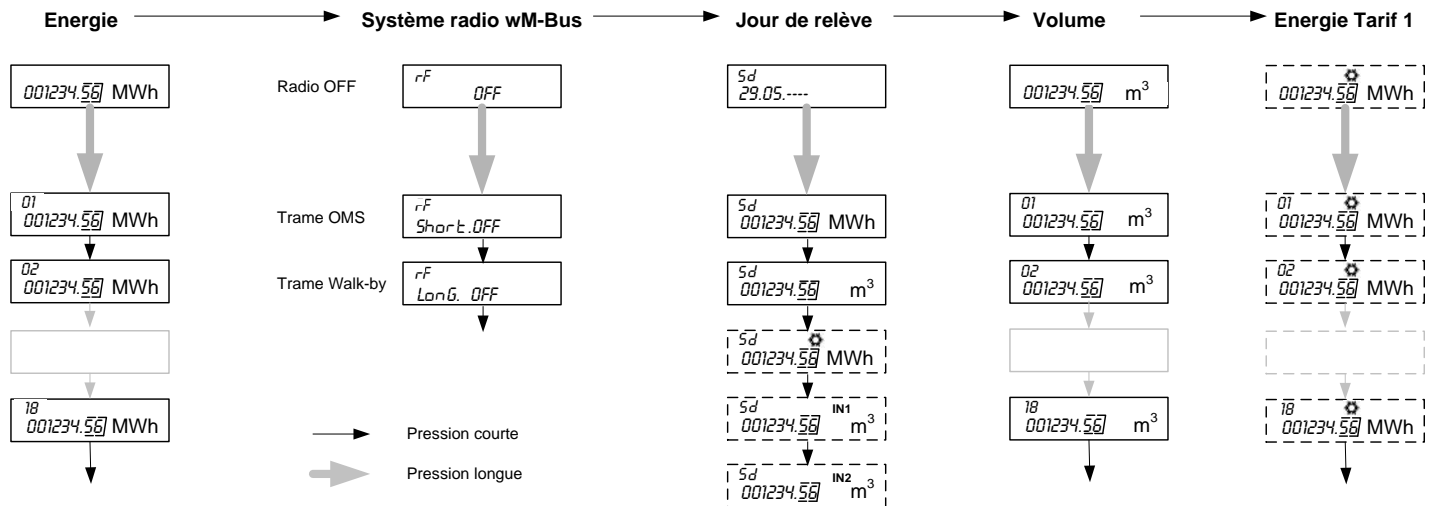 Energie
Système radio wM-Bus
Jour de relève
Volume
Energie Tarif 1
001234.56 MWh
Radio OFF
rF
OFF
Sd
29.05.----
001234.56 m³
001234.56 MWh
01
001234.56 MWh
Trame OMS
rF
Short.OFF
Sd
001234.56 MWh
01
001234.56 m³
01
001234.56 MWh
02
001234.56 MWh
Trame Walk-by
rF
LonG. OFF
Sd
001234.56 m³
02
001234.56 m³
02
001234.56 MWh
Sd
001234.56 MWh
18
001234.56 MWh
Pression courte
Sd
IN1
001234.56 m³
18
001234.56 m³
18
001234.56 MWh
Pression longue
Sd
IN2
001234.56 m³